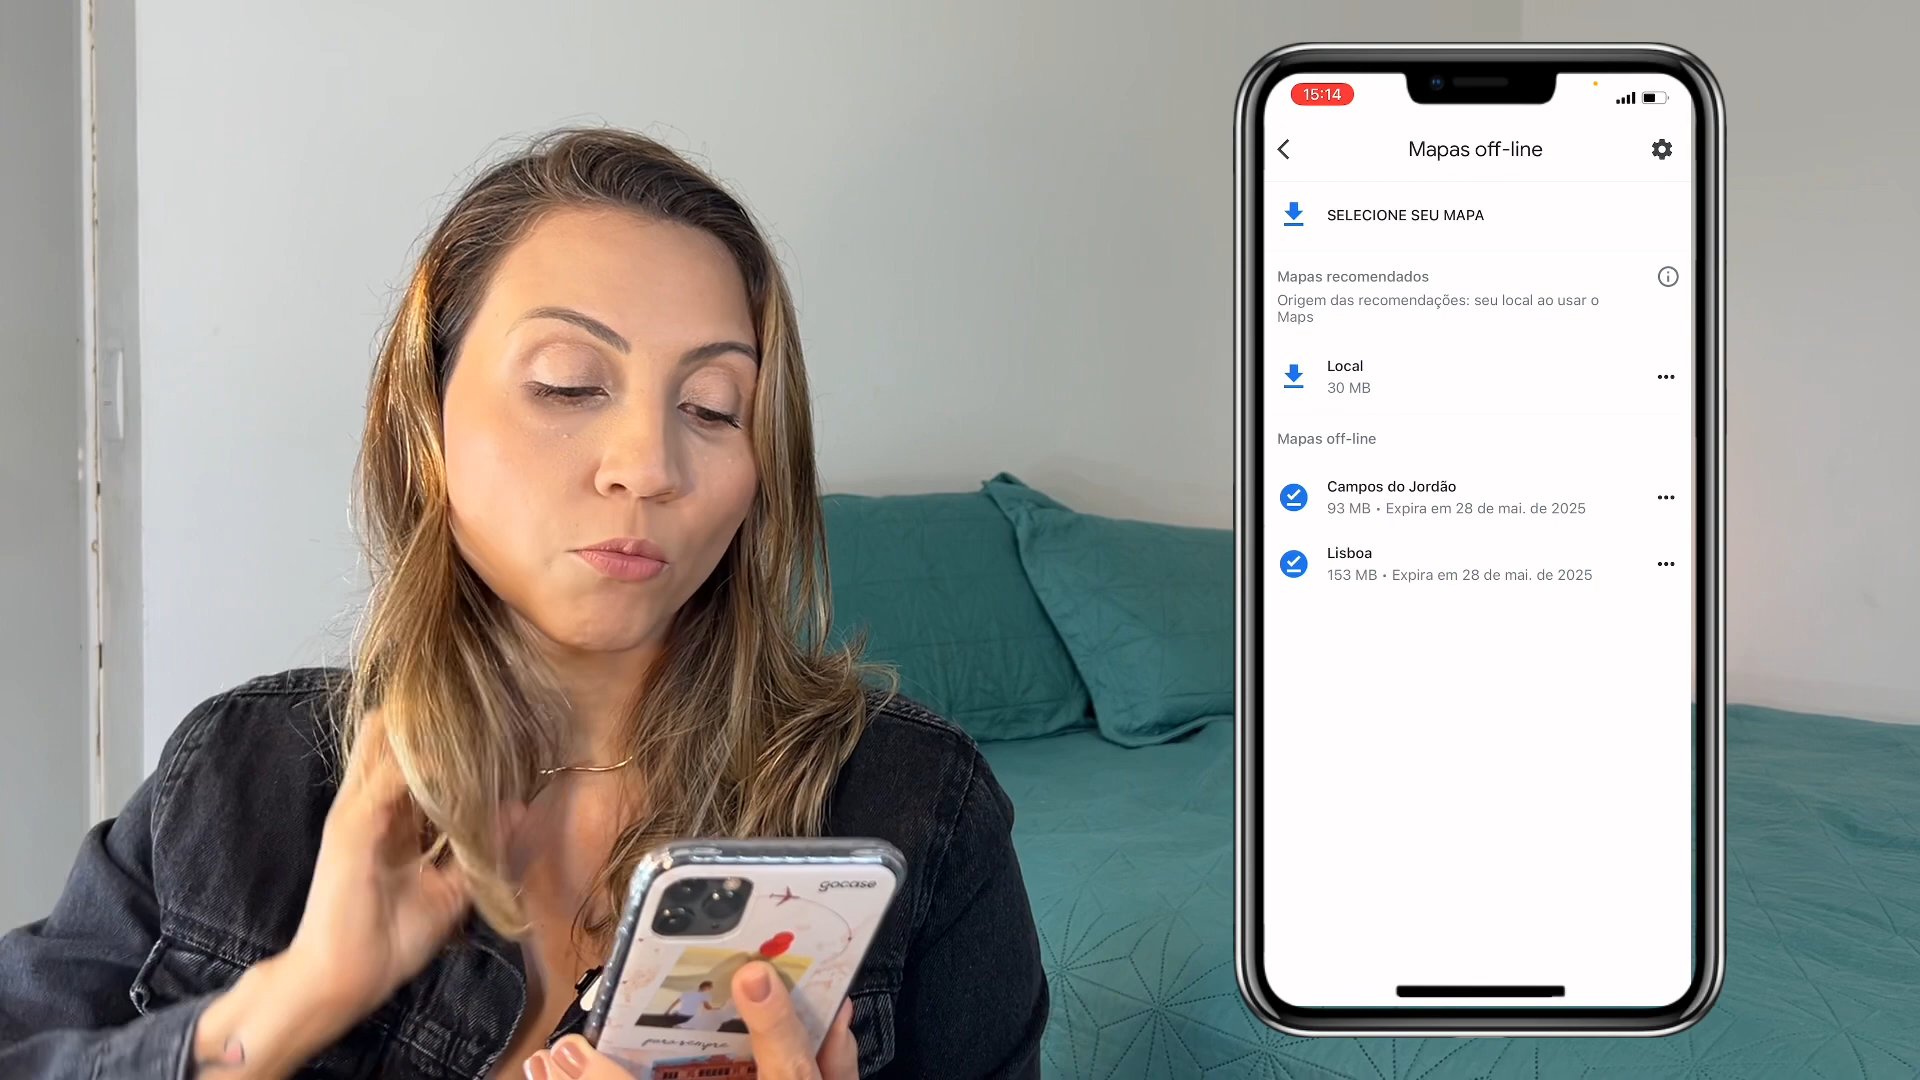 15:14
Mapas off-line
SELECIONE SEU MAPA
Mapas recomendados
Origem das recomendações: seu local ao usar o
Maps
Local
30 MB
Mapas off-line
Campos do Jordão
93 MB • Expira em 28 de mai. de 2025
Lisboa
153 MB • Expira em 28 de mai. de 2025
gocase
para sempre